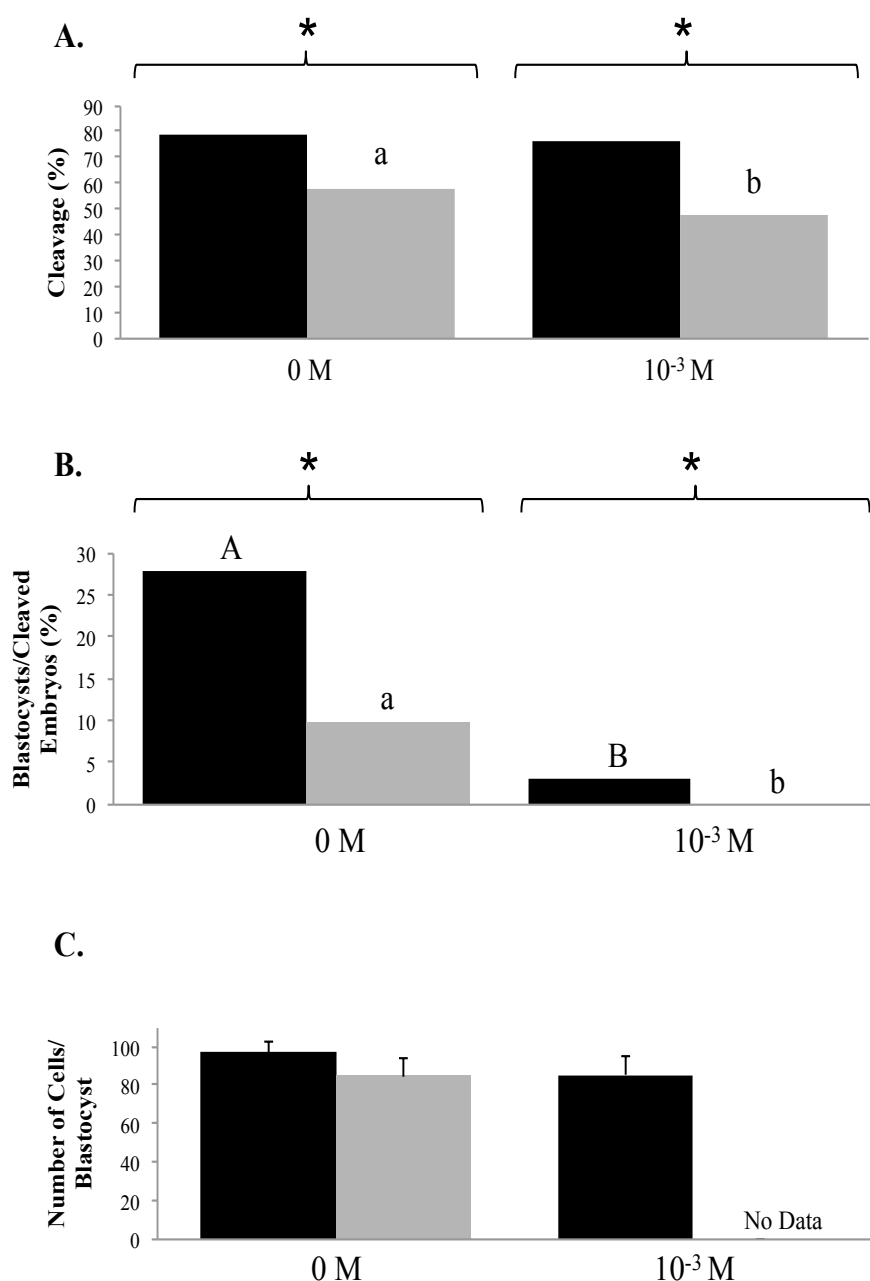 A.
*
*
Cleavage (%)
90
80
70
60
50
40
30
20
10
0
a
b
0 M
10⁻³ M
B.
*
*
Blastocysts/Cleaved
Embryos (%)
30
25
20
15
10
5
0
A
a
B
b
0 M
10⁻³ M
C.
Number of Cells/
Blastocyst
100
80
60
40
20
0
No Data
0 M
10⁻³ M